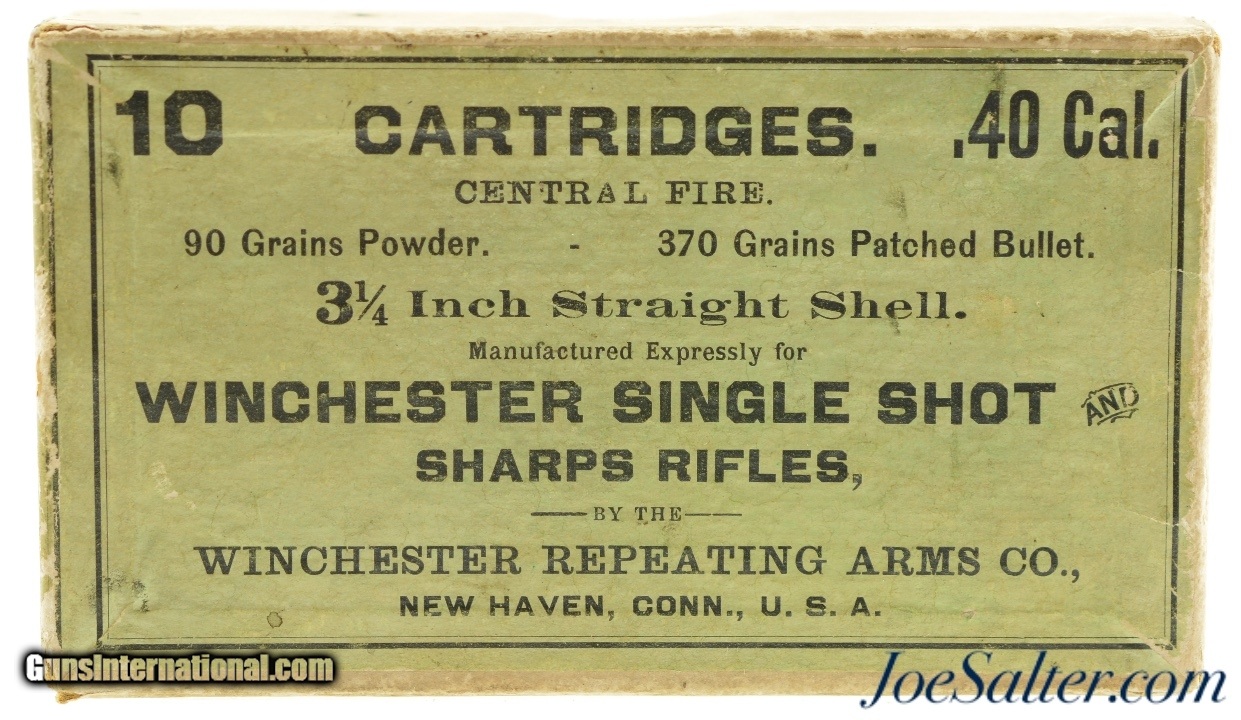 10 CARTRIDGES. .40 Cal.
CENTRAL FIRE.
90 Grains Powder. - 370 Grains Patched Bullet.
3¼ Inch Straight Shell.
Manufactured Expressly for
WINCHESTER SINGLE SHOT AND
SHARPS RIFLES,
BY THE
WINCHESTER REPEATING ARMS CO.,
NEW HAVEN, CONN., U. S. A.
GunsInternational.com
JoeSalter.com